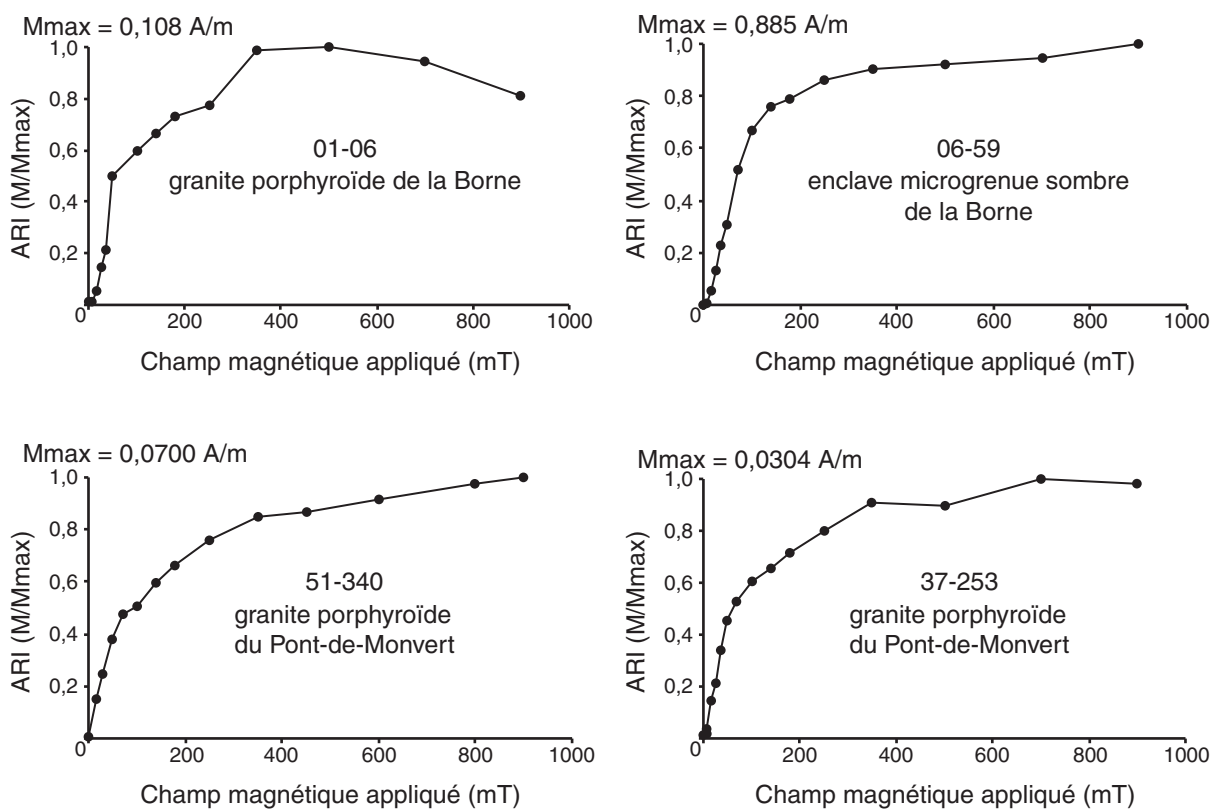 Mmax = 0,108 A/m
1,0
0,8
0,6
0,4
0,2
0
200
400
600
800
1000
ARI (M/Mmax)
01-06
granite porphyroïde de la Borne
Champ magnétique appliqué (mT)
Mmax = 0,885 A/m
1,0
0,8
0,6
0,4
0,2
0
200
400
600
800
1000
ARI (M/Mmax)
06-59
enclave microgrenue sombre
de la Borne
Champ magnétique appliqué (mT)
Mmax = 0,0700 A/m
1,0
0,8
0,6
0,4
0,2
0
200
400
600
800
1000
ARI (M/Mmax)
51-340
granite porphyroïde
du Pont-de-Monvert
Champ magnétique appliqué (mT)
Mmax = 0,0304 A/m
1,0
0,8
0,6
0,4
0,2
0
200
400
600
800
1000
ARI (M/Mmax)
37-253
granite porphyroïde
du Pont-de-Monvert
Champ magnétique appliqué (mT)